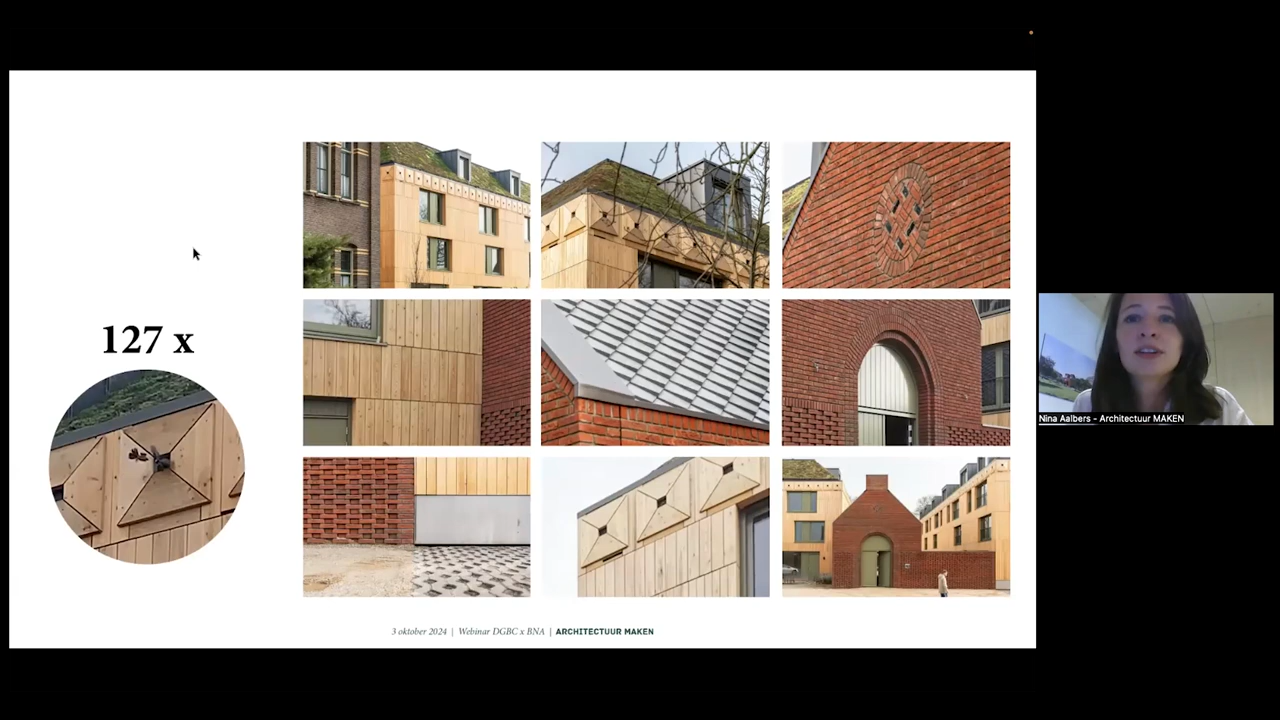 127 x
Nina Aalbers - Architectuur MAKEN
3 oktober 2024 | Webinar DGBC x BNA | ARCHITECTUUR MAKEN